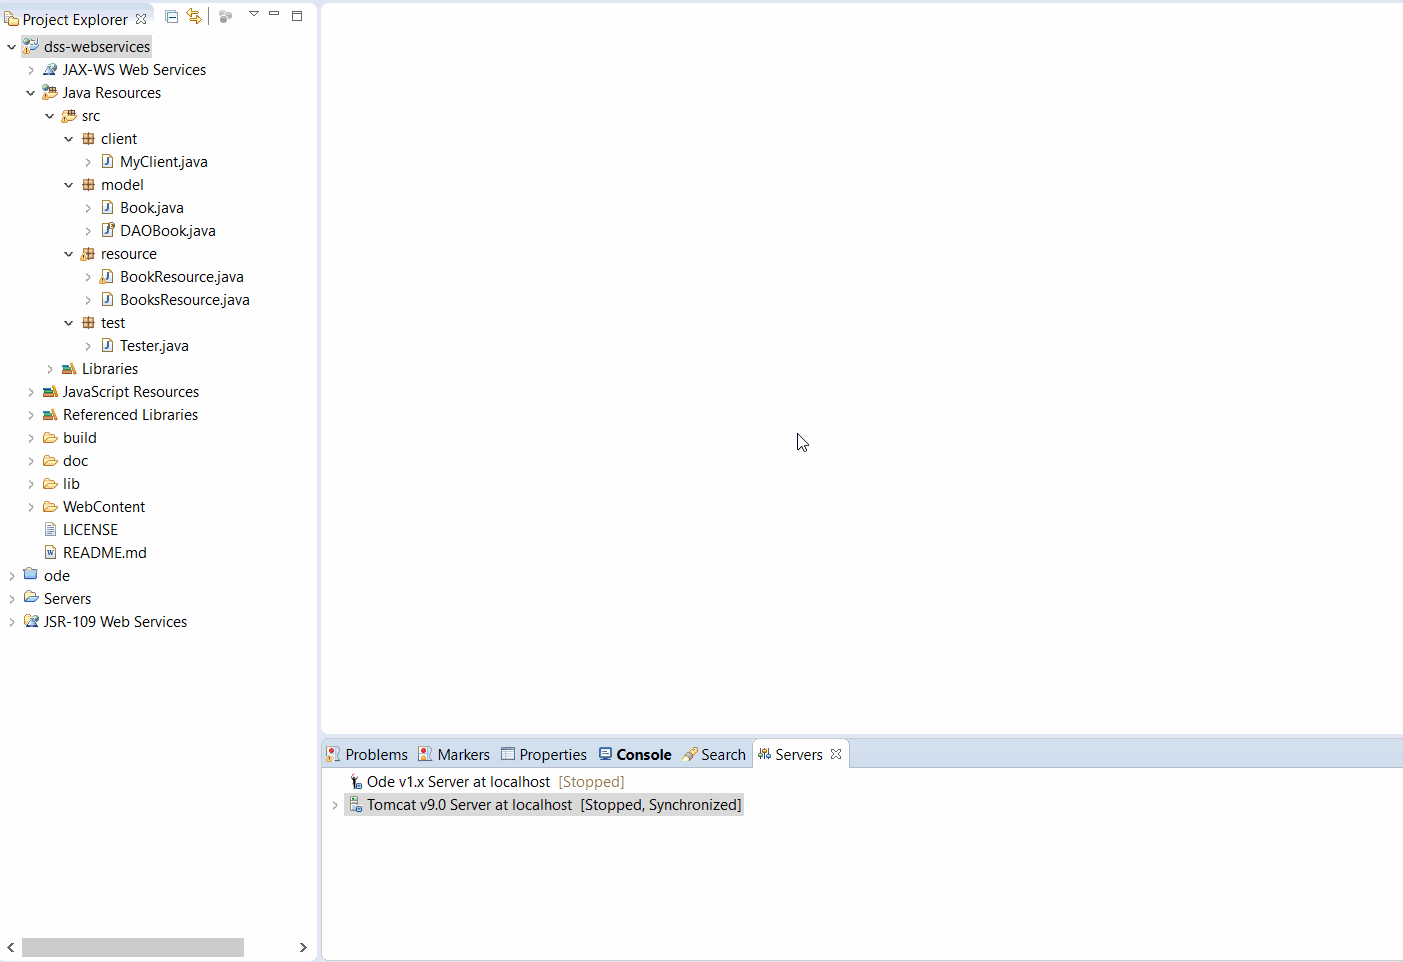 Project Explorer
dss-webservices
JAX-WS Web Services
Java Resources
src
client
MyClient.java
model
Book.java
DAOBook.java
resource
BookResource.java
BooksResource.java
test
Tester.java
Libraries
JavaScript Resources
Referenced Libraries
build
doc
lib
WebContent
LICENSE
README.md
ode
Servers
JSR-109 Web Services
Problems Markers Properties Console Search Servers
Ode v1.x Server at localhost [Stopped]
Tomcat v9.0 Server at localhost [Stopped, Synchronized]